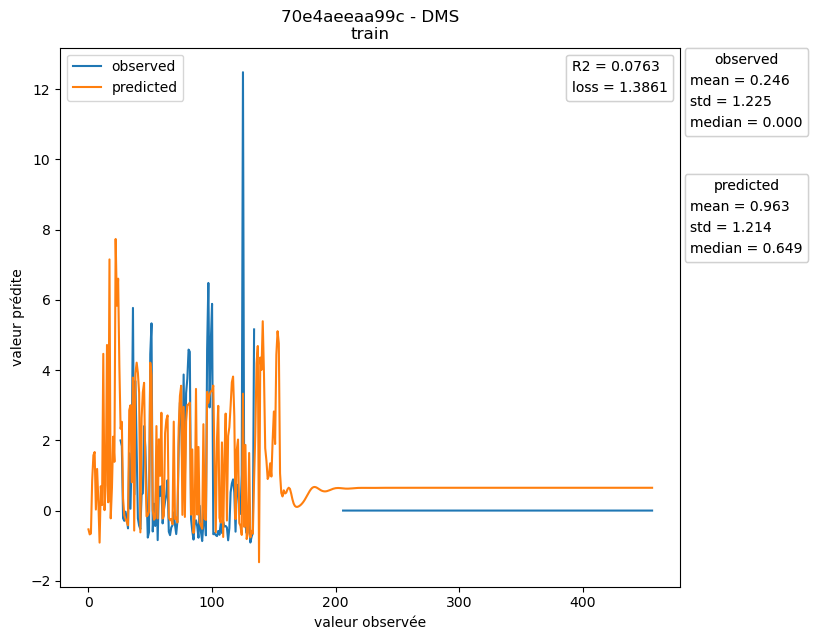 70e4aeeaa99c - DMS
train
observed
predicted
R2 = 0.0763
loss = 1.3861
observed
mean = 0.246
std = 1.225
median = 0.000
predicted
mean = 0.963
std = 1.214
median = 0.649
valeur prédite
12
10
8
6
4
2
0
−2
0
100
200
300
400
valeur observée